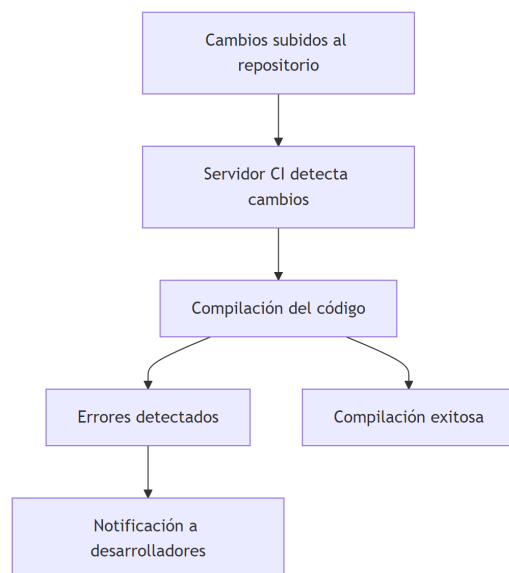 Cambios subidos al
repositorio
Servidor CI detecta
cambios
Compilación del código
Errores detectados
Compilación exitosa
Notificación a
desarrolladores